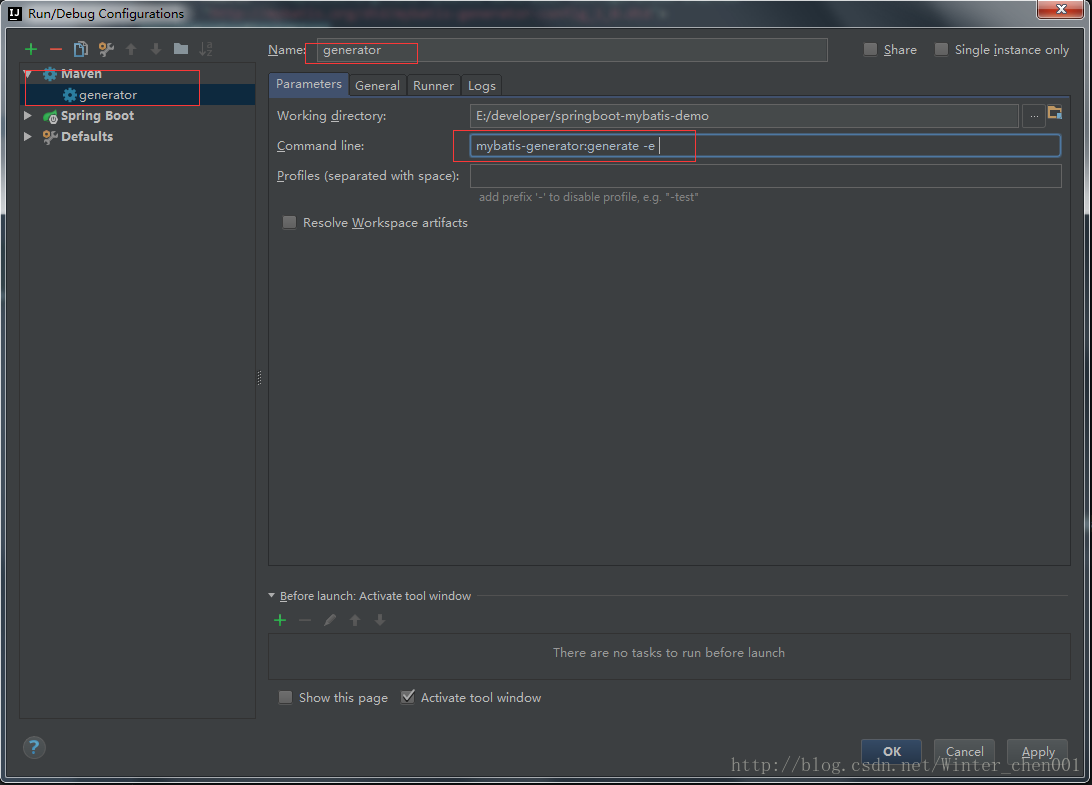 Run/Debug Configurations
Name: generator
Share
Single instance only
Maven
generator
Spring Boot
Defaults
Parameters General Runner Logs
Working directory: E:/developer/springboot-mybatis-demo ...
Command line: mybatis-generator:generate -e
Profiles (separated with space):
add prefix '-' to disable profile, e.g. "-test"
Resolve Workspace artifacts
Before launch: Activate tool window
There are no tasks to run before launch
Show this page Activate tool window
? OK Cancel Apply
http://blog.csdn.net/Winter_chen001